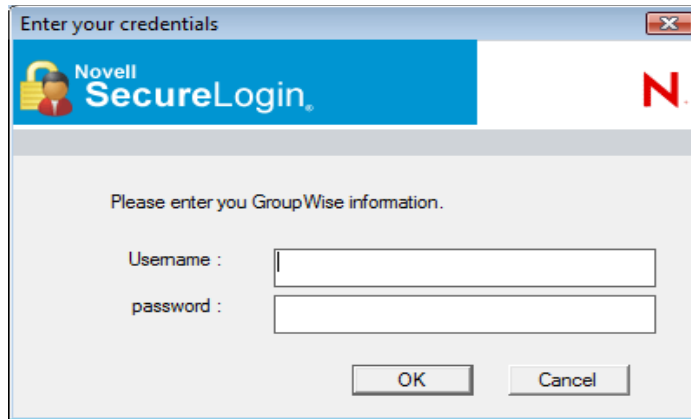 Enter your credentials
Novell
SecureLogin®
N.
Please enter you GroupWise information.
Username :
password :
OK
Cancel